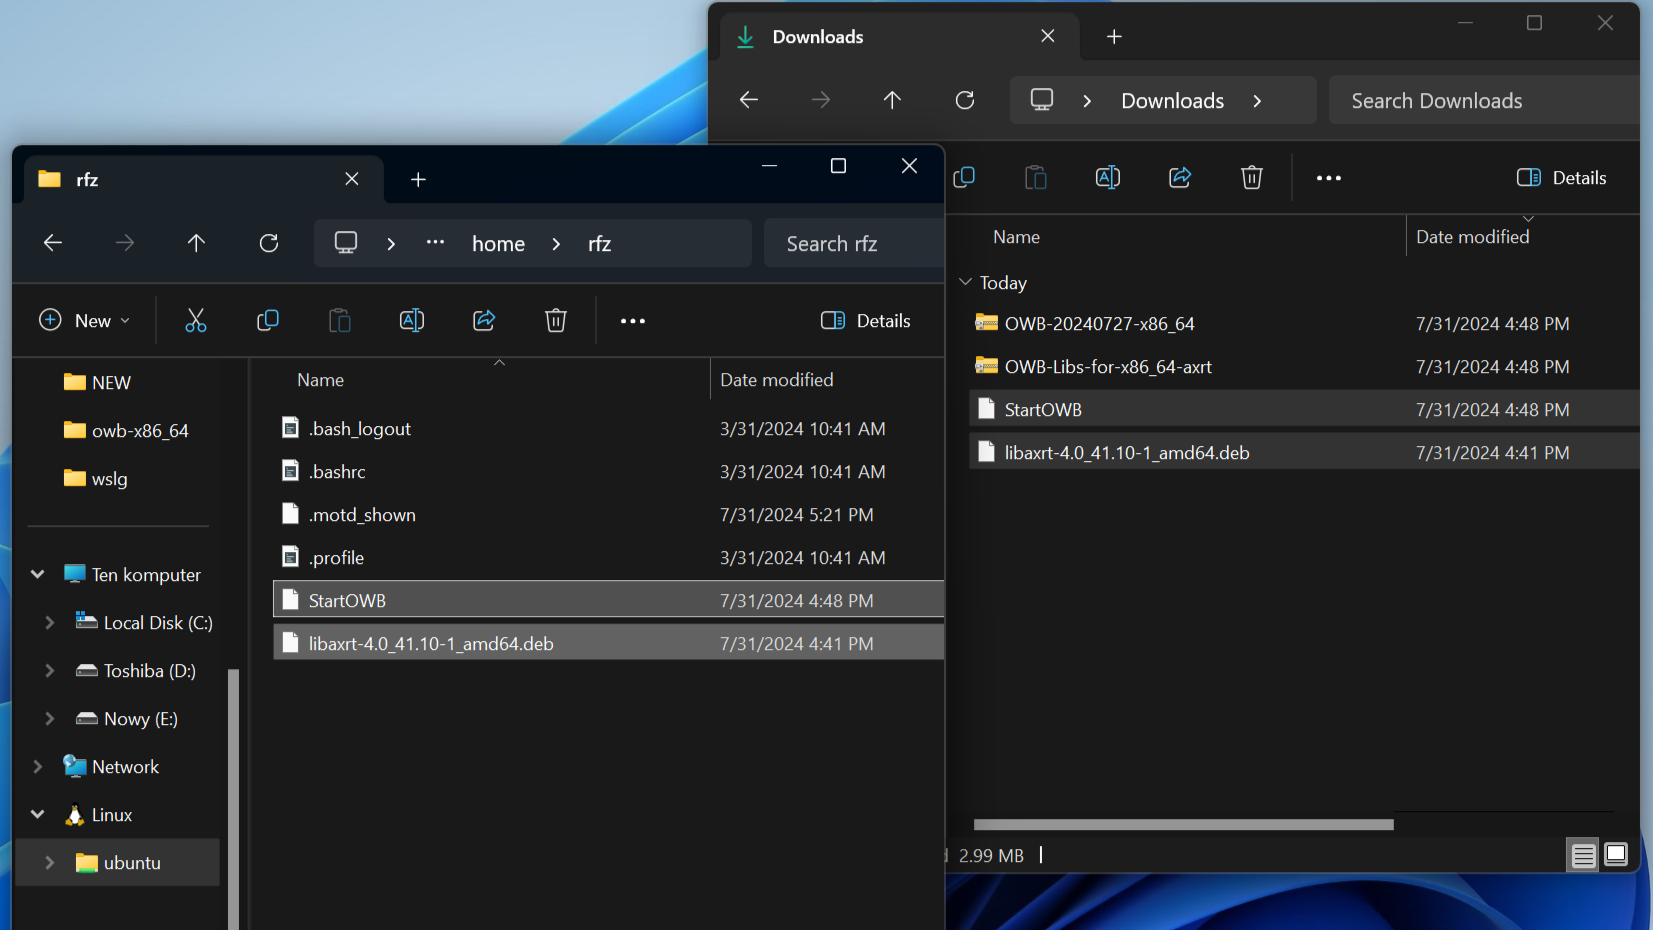 Downloads
Downloads
Search Downloads
Details
Name
Date modified
Today
OWB-20240727-x86_64 7/31/2024 4:48 PM
OWB-Libs-for-x86_64-axrt 7/31/2024 4:48 PM
StartOWB 7/31/2024 4:48 PM
libaxrt-4.0_41.10-1_amd64.deb 7/31/2024 4:41 PM
2.99 MB
rfz
home rfz
Search rfz
New
Details
NEW
owb-x86_64
wslg
Ten komputer
Local Disk (C:)
Toshiba (D:)
Nowy (E:)
Network
Linux
ubuntu
Name
Date modified
.bash_logout 3/31/2024 10:41 AM
.bashrc 3/31/2024 10:41 AM
.motd_shown 7/31/2024 5:21 PM
.profile 3/31/2024 10:41 AM
StartOWB 7/31/2024 4:48 PM
libaxrt-4.0_41.10-1_amd64.deb 7/31/2024 4:41 PM